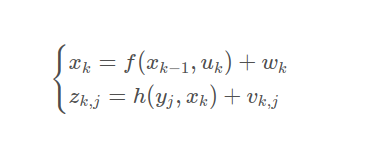 x_k = f(x_{k-1}, u_k) + w_k
z_{k,j} = h(y_j, x_k) + v_{k,j}